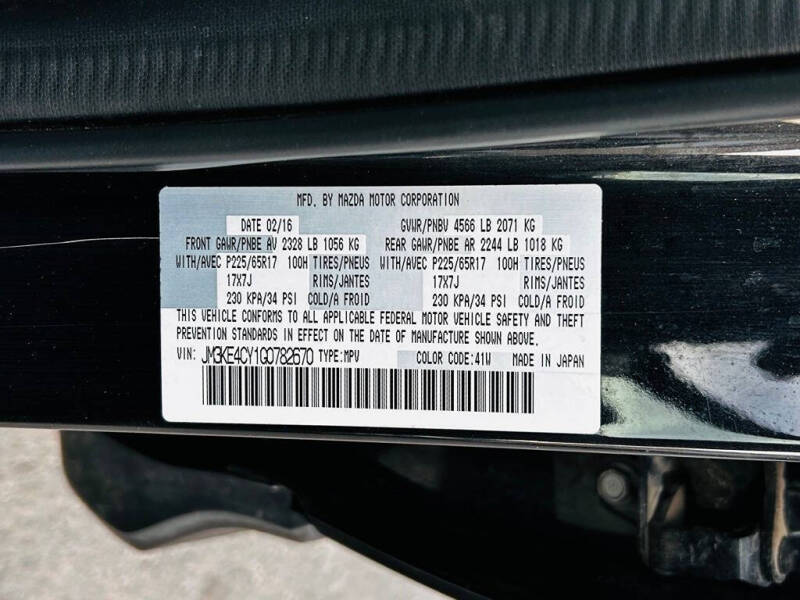 MFD. BY MAZDA MOTOR CORPORATION
DATE 02/16 GVWR/PNBV 4566 LB 2071 KG
FRONT GAWR/PNBE AV 2328 LB 1056 KG REAR GAWR/PNBE AR 2244 LB 1018 KG
WITH/AVEC P225/65R17 100H TIRES/PNEUS WITH/AVEC P225/65R17 100H TIRES/PNEUS
17X7J RIMS/JANTES 17X7J RIMS/JANTES
230 KPA/34 PSI COLD/A FROID 230 KPA/34 PSI COLD/A FROID
THIS VEHICLE CONFORMS TO ALL APPLICABLE FEDERAL MOTOR VEHICLE SAFETY AND THEFT
PREVENTION STANDARDS IN EFFECT ON THE DATE OF MANUFACTURE SHOWN ABOVE.
VIN: JM3KE4CY1G0782670 TYPE:MPV COLOR CODE:41W MADE IN JAPAN